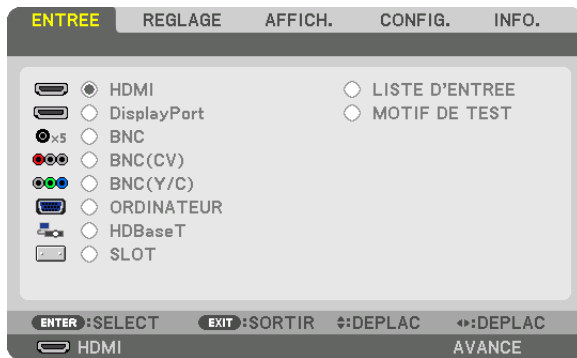 ENTREE REGLAGE AFFICH. CONFIG. INFO.
HDMI
DisplayPort
×5 BNC
BNC(CV)
BNC(Y/C)
ORDINATEUR
HDBaseT
SLOT
LISTE D'ENTREE
MOTIF DE TEST
ENTER:SELECT EXIT:SORTIR :DEPLAC :DEPLAC
HDMI AVANCE